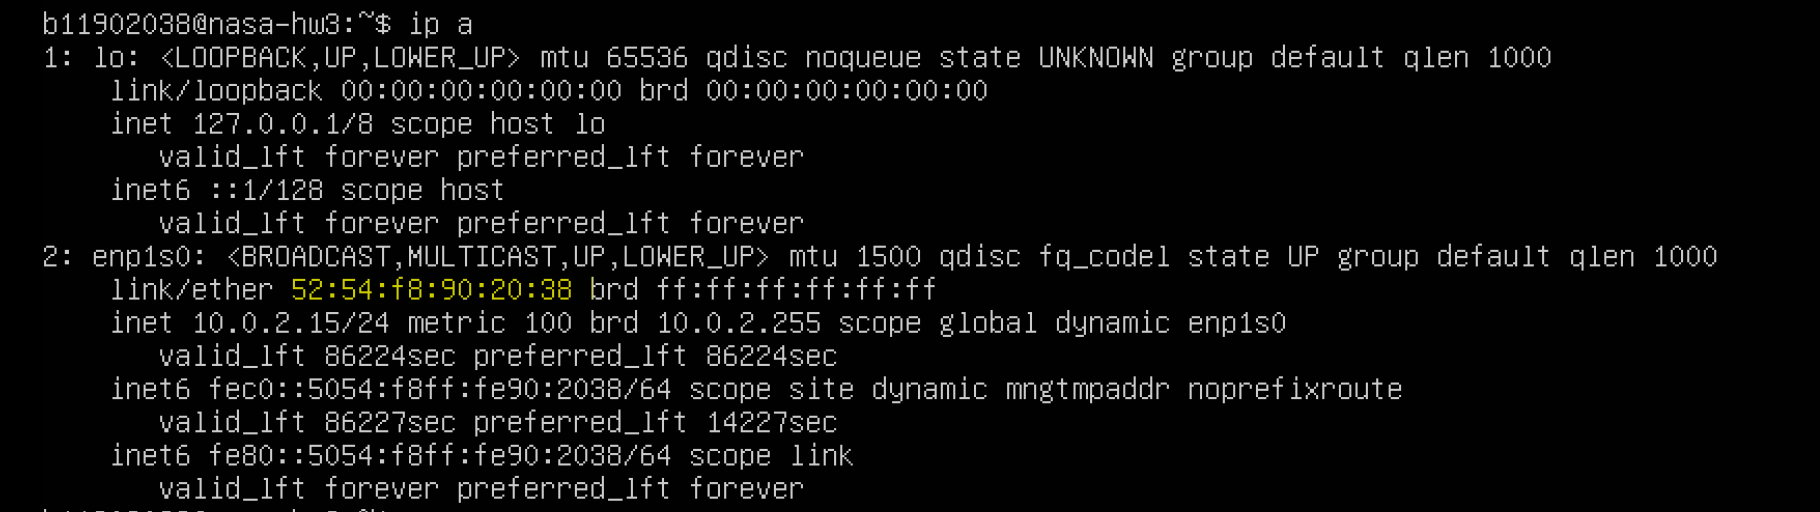 b11902038@nasa-hw3:~$ ip a
1: lo: <LOOPBACK,UP,LOWER_UP> mtu 65536 qdisc noqueue state UNKNOWN group default qlen 1000
link/loopback 00:00:00:00:00:00 brd 00:00:00:00:00:00
inet 127.0.0.1/8 scope host lo
valid_lft forever preferred_lft forever
inet6 ::1/128 scope host
valid_lft forever preferred_lft forever
2: enp1s0: <BROADCAST,MULTICAST,UP,LOWER_UP> mtu 1500 qdisc fq_codel state UP group default qlen 1000
link/ether 52:54:f8:90:20:38 brd ff:ff:ff:ff:ff:ff
inet 10.0.2.15/24 metric 100 brd 10.0.2.255 scope global dynamic enp1s0
valid_lft 86224sec preferred_lft 86224sec
inet6 fec0::5054:f8ff:fe90:2038/64 scope site dynamic mngtmpaddr noprefixroute
valid_lft 86227sec preferred_lft 14227sec
inet6 fe80::5054:f8ff:fe90:2038/64 scope link
valid_lft forever preferred_lft forever